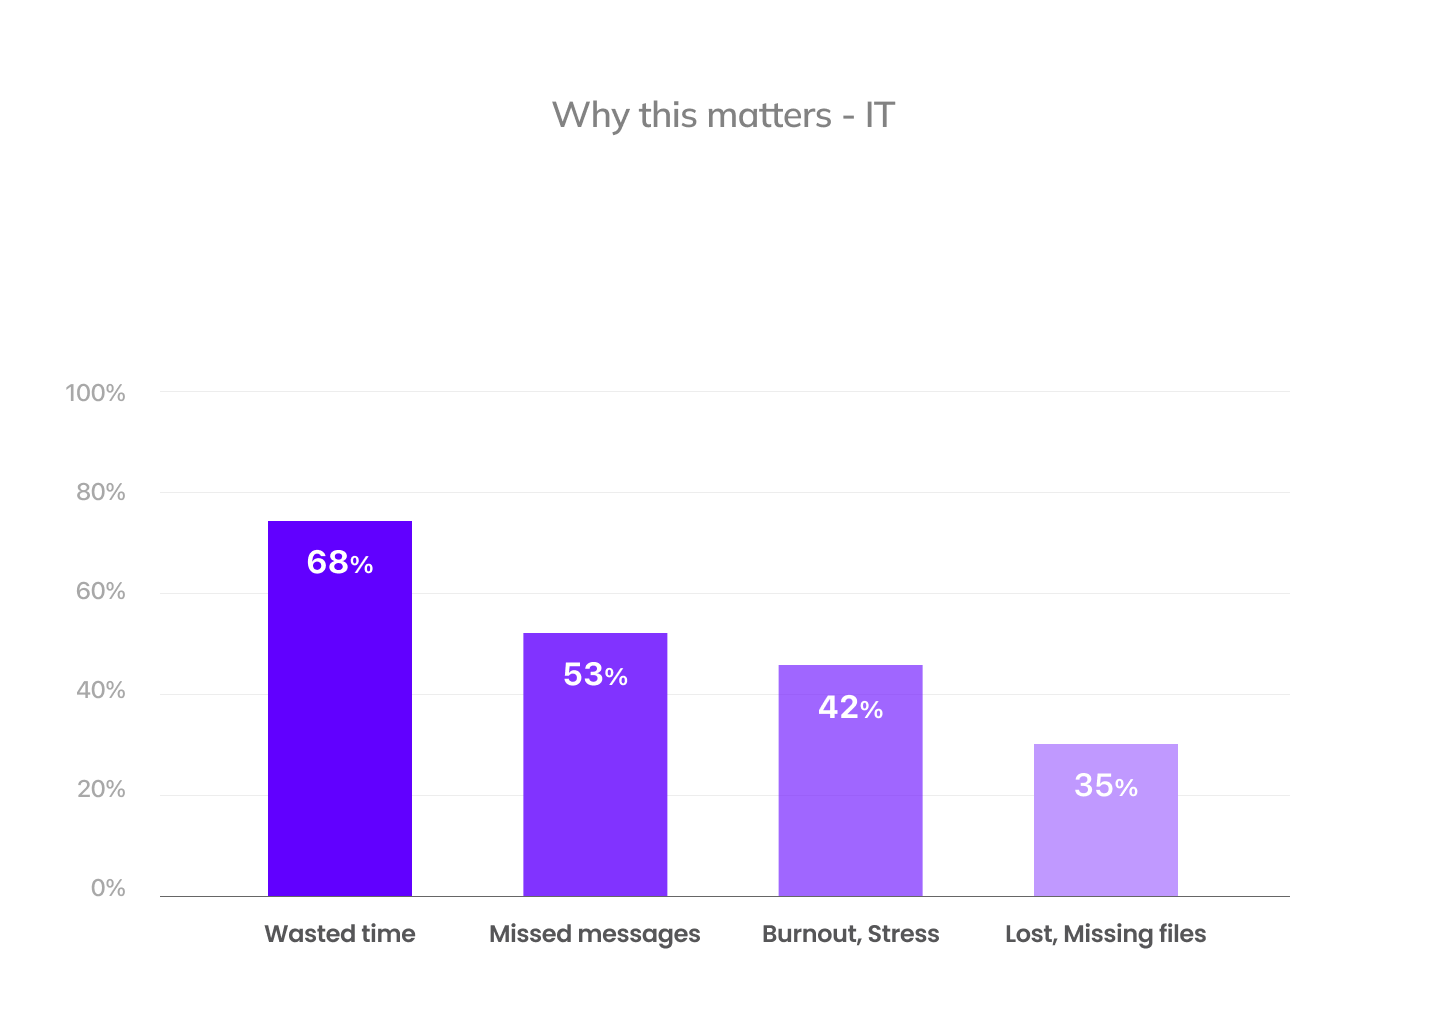 Why this matters - IT
100%
80%
60%
40%
20%
0%
68%
53%
42%
35%
Wasted time
Missed messages
Burnout, Stress
Lost, Missing files